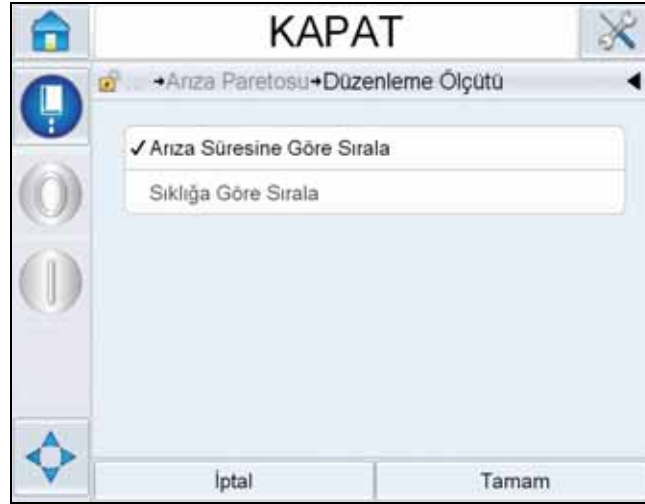 KAPAT
→Arıza Paretosu→Düzenleme Ölçütü
✓ Arıza Süresine Göre Sırala
Sıklığa Göre Sırala
İptal
Tamam